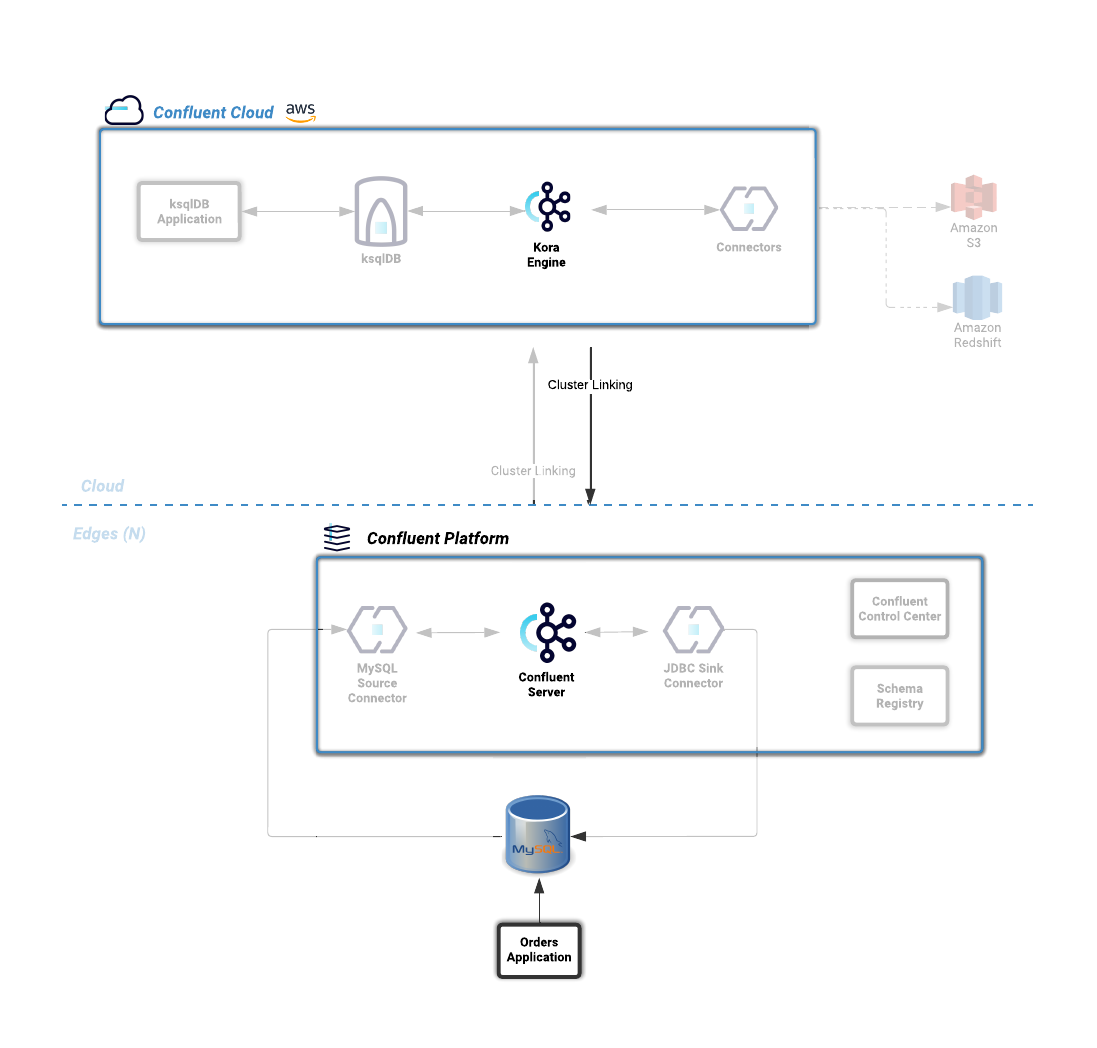 Confluent Cloud
aws
ksqlDB
Application
ksqlDB
Kora
Engine
Connectors
Amazon
S3
Amazon
Redshift
Cluster Linking
Cluster Linking
Cloud
Edges (N)
Confluent Platform
MySQL
Source
Connector
Confluent
Server
JDBC Sink
Connector
Confluent
Control Center
Schema
Registry
MySQL
Orders
Application